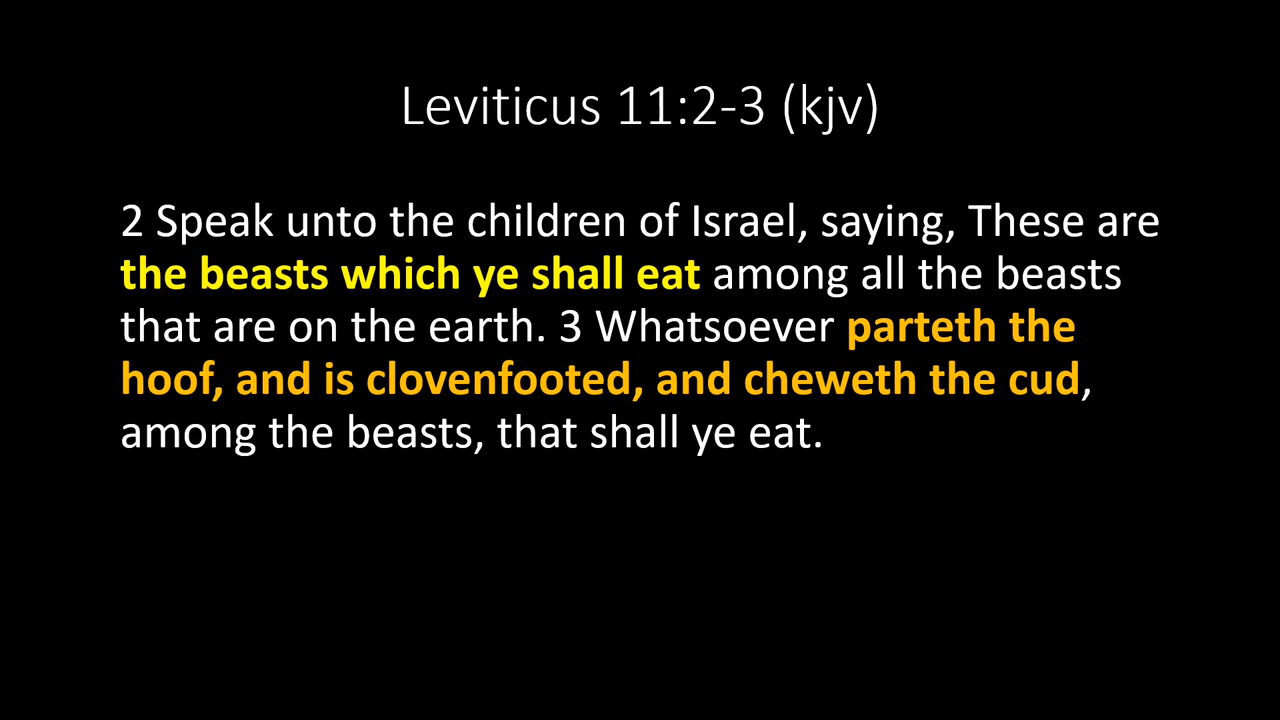 Leviticus 11:2-3 (kjv)
2 Speak unto the children of Israel, saying, These are
the beasts which ye shall eat among all the beasts
that are on the earth. 3 Whatsoever parteth the
hoof, and is clovenfooted, and cheweth the cud,
among the beasts, that shall ye eat.